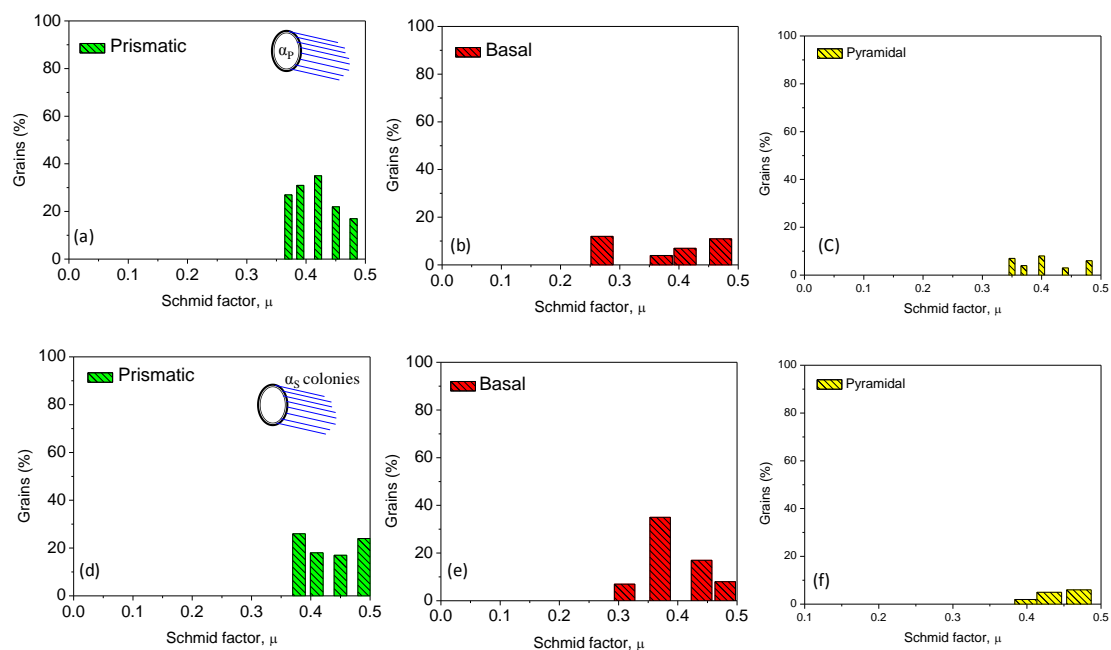 100
80
60
40
20
0
Grains (%)
Prismatic
αP
(a)
0.0 0.1 0.2 0.3 0.4 0.5
Schmid factor, μ
100
80
60
40
20
0
Grains (%)
Basal
(b)
0.0 0.1 0.2 0.3 0.4 0.5
Schmid factor, μ
100
80
60
40
20
0
Grains (%)
Pyramidal
(C)
0.0 0.1 0.2 0.3 0.4 0.5
Schmid factor, μ
100
80
60
40
20
0
Grains (%)
Prismatic
αS colonies
(d)
0.0 0.1 0.2 0.3 0.4 0.5
Schmid factor, μ
100
80
60
40
20
0
Grains (%)
Basal
(e)
0.0 0.1 0.2 0.3 0.4 0.5
Schmid factor, μ
100
80
60
40
20
0
Grains (%)
Pyramidal
(f)
0.1 0.2 0.3 0.4 0.5
Schmid factor, μ